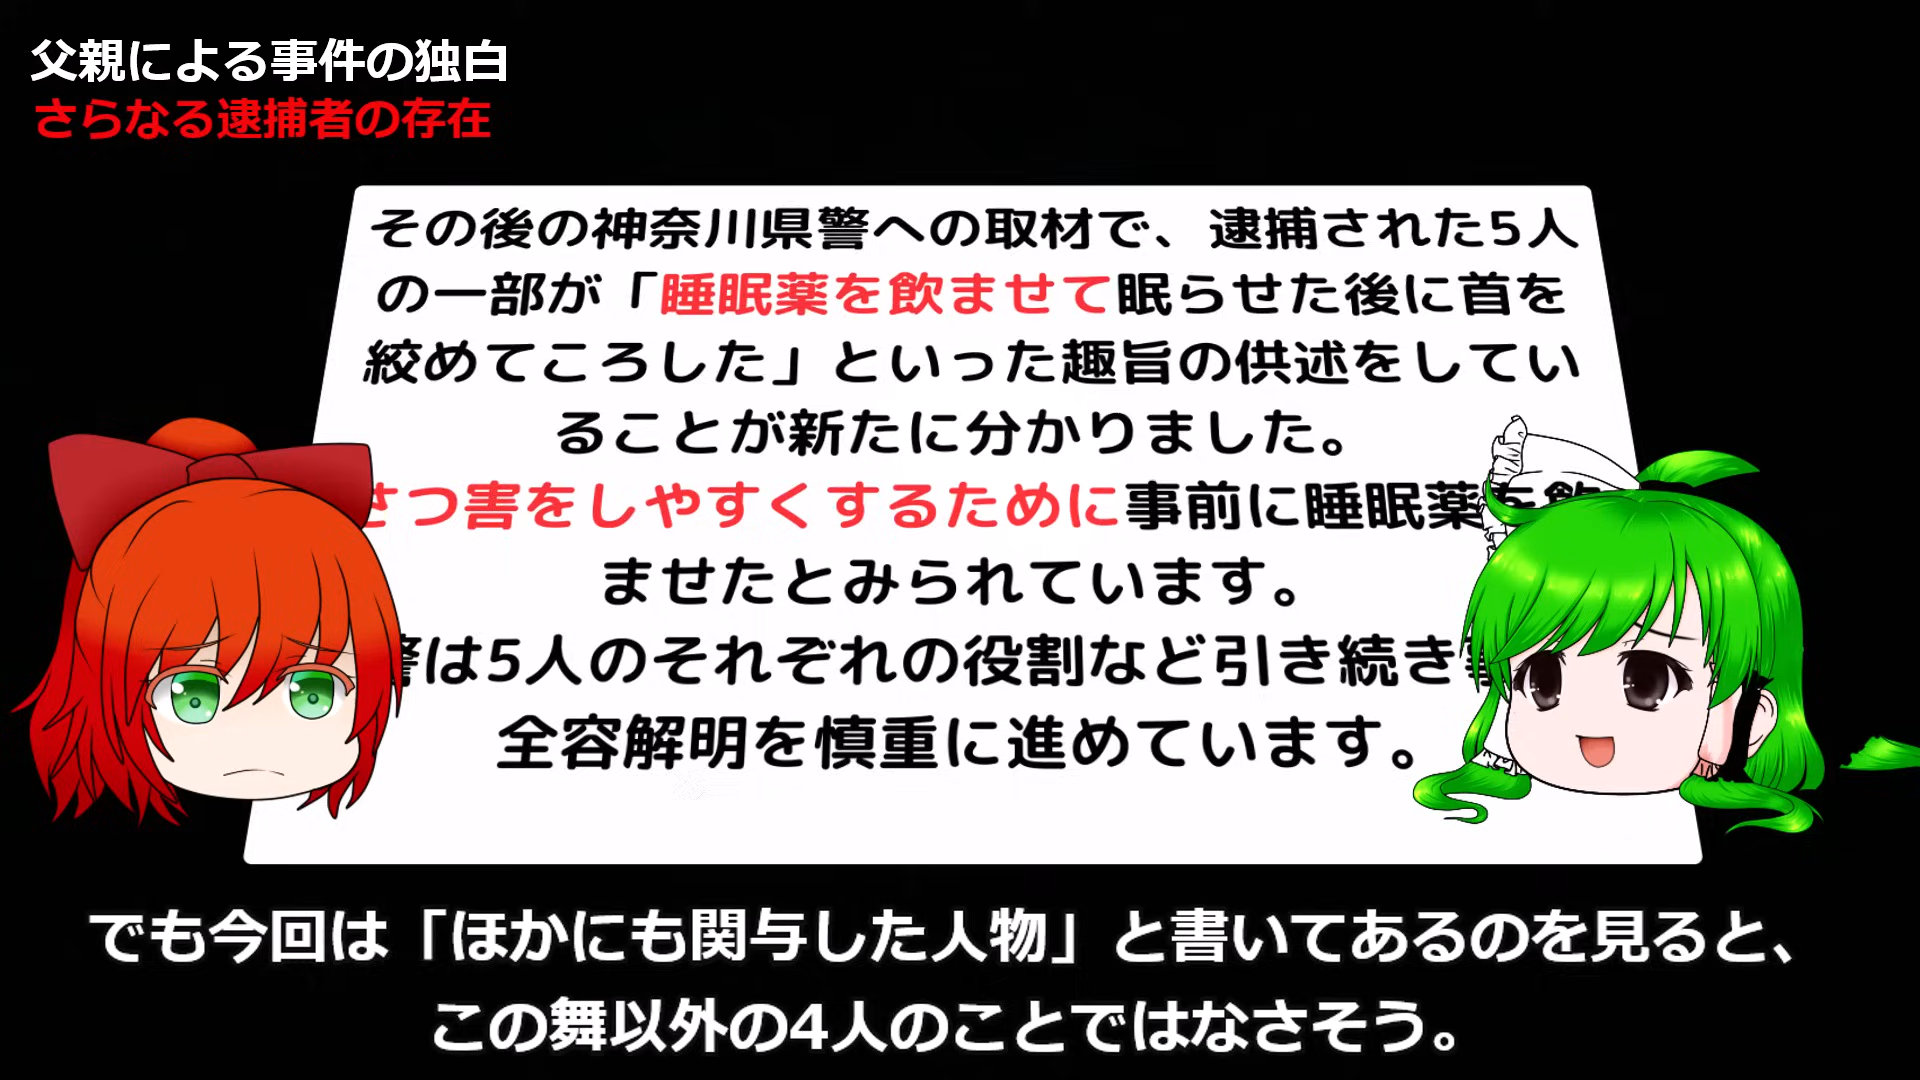 父親による事件の独白
さらなる逮捕者の存在
その後の神奈川県警への取材で、逮捕された5人
の一部が「睡眠薬を飲ませて眠らせた後に首を
絞めてころした」といった趣旨の供述をしてい
ることが新たに分かりました。
さつ害をしやすくするために事前に睡眠薬を飲
ませたとみられています。
は5人のそれぞれの役割など引き続き
全容解明を慎重に進めています。
でも今回は「ほかにも関与した人物」と書いてあるのを見ると、
この舞以外の4人のことではなさそう。